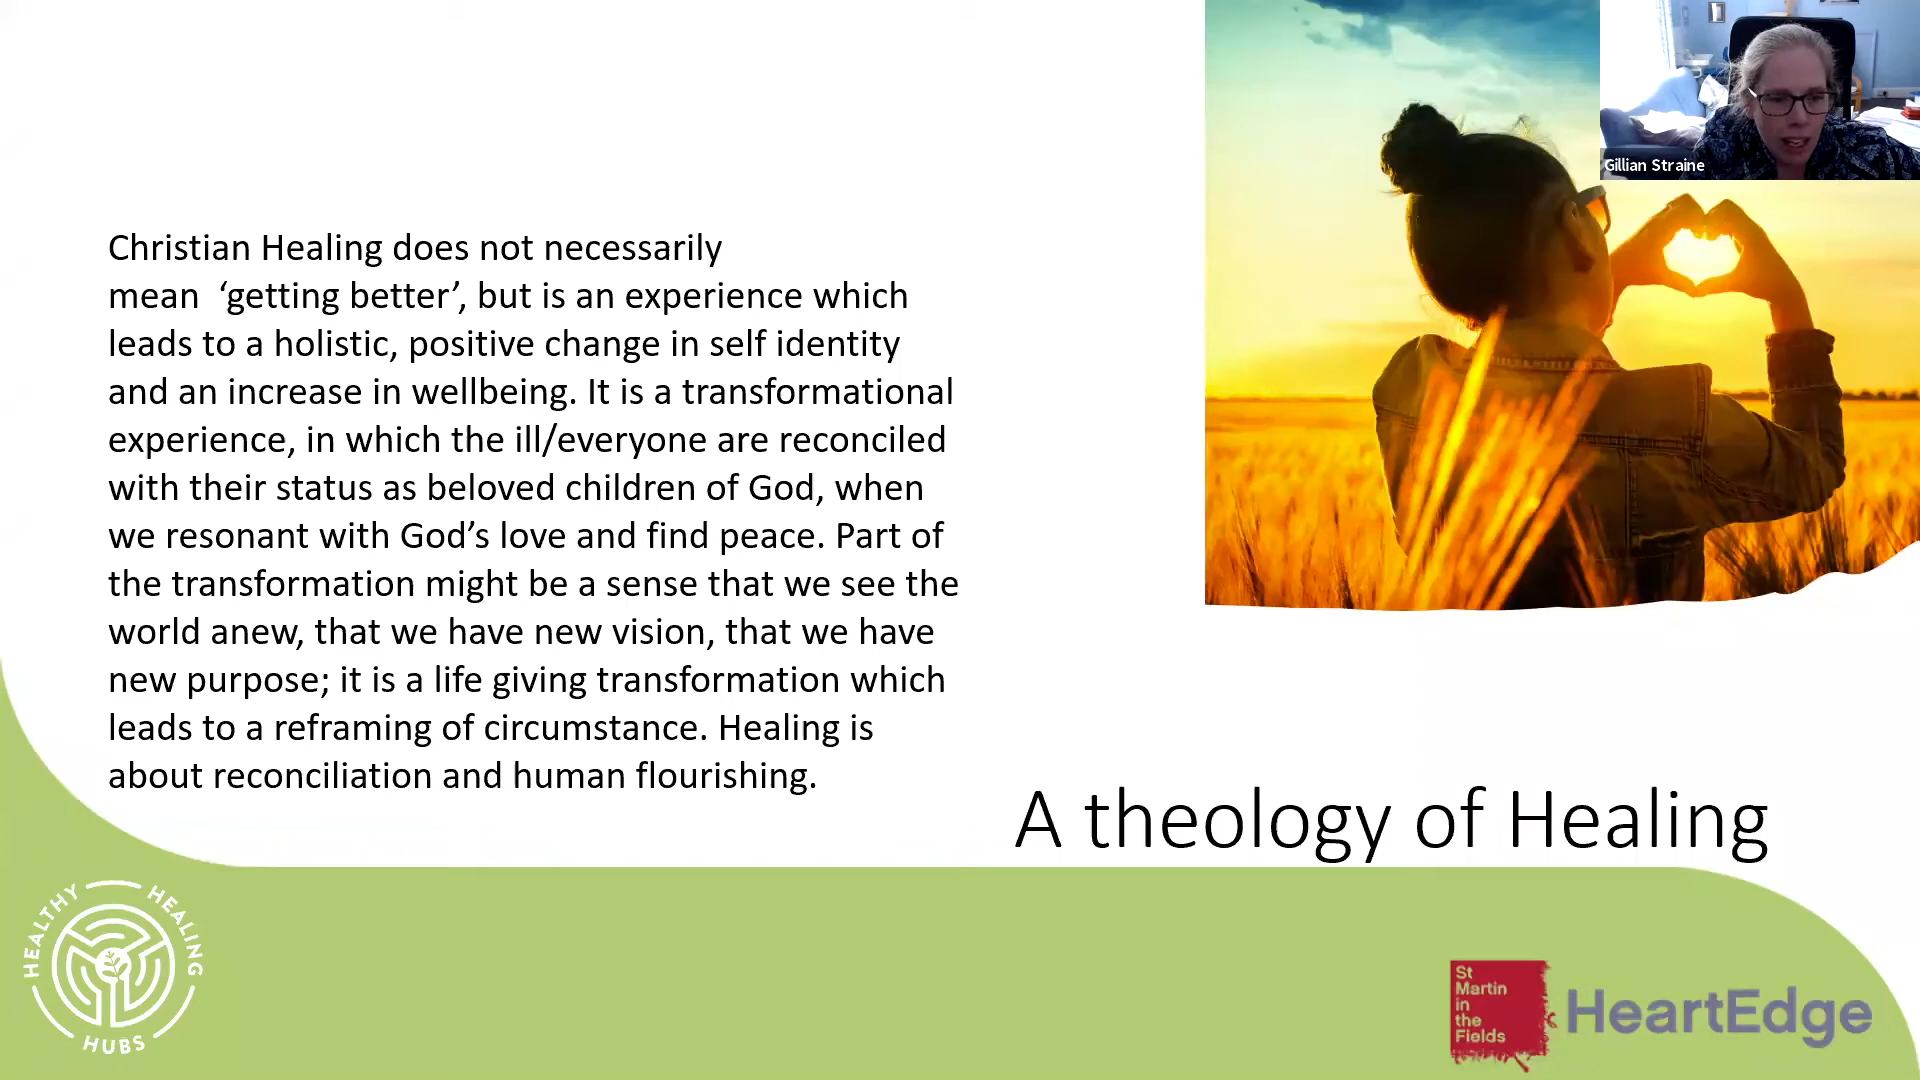 Gillian Straine
Christian Healing does not necessarily
mean  ‘getting better’, but is an experience which
leads to a holistic, positive change in self identity
and an increase in wellbeing. It is a transformational
experience, in which the ill/everyone are reconciled
with their status as beloved children of God, when
we resonant with God’s love and find peace. Part of
the transformation might be a sense that we see the
world anew, that we have new vision, that we have
new purpose; it is a life giving transformation which
leads to a reframing of circumstance. Healing is
about reconciliation and human flourishing.
A theology of Healing
HEALTHY HEALING
HUBS
St
Martin
in
the
Fields
HeartEdge